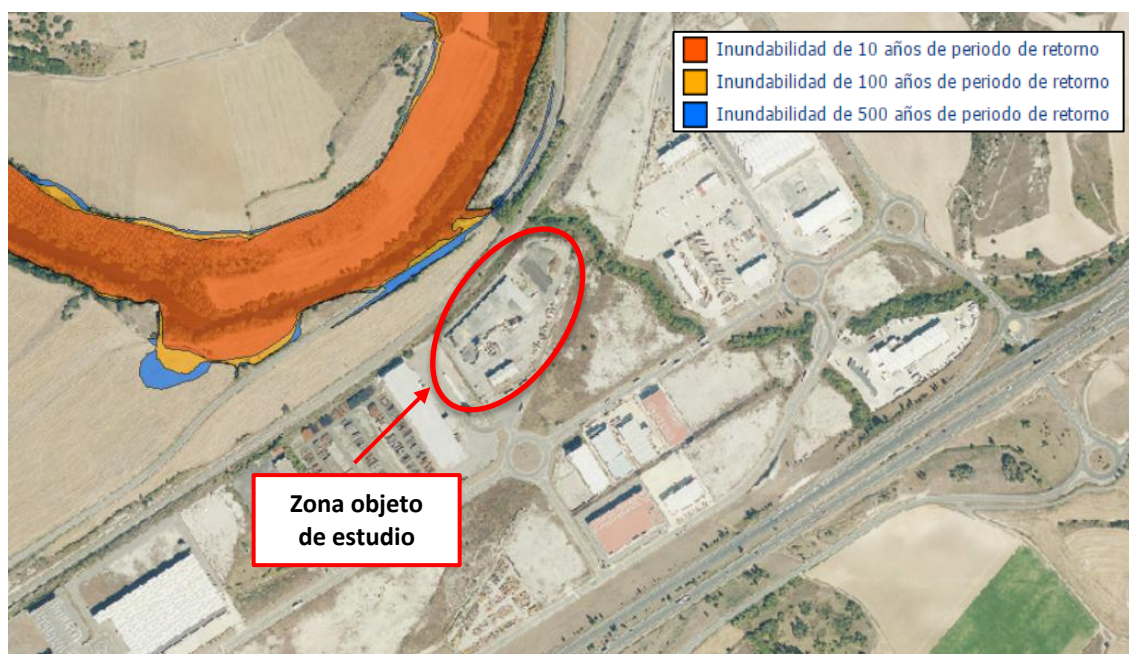 Inundabilidad de 10 años de periodo de retorno
Inundabilidad de 100 años de periodo de retorno
Inundabilidad de 500 años de periodo de retorno
Zona objeto
de estudio